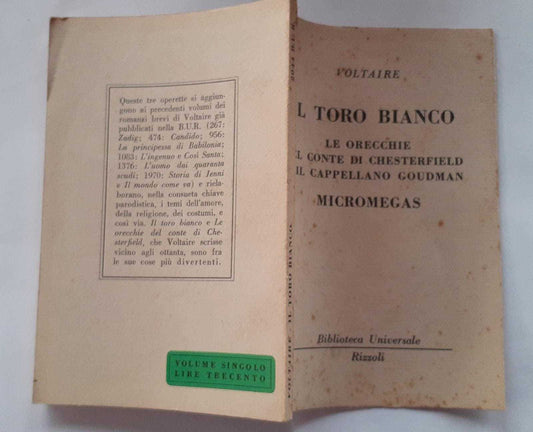 Queste tre operette si aggiun-
gono ai precedenti volumi dei
romanzi brevi di Voltaire già
pubblicati nella B.U.R. (267:
Zadig; 474: Candido; 956:
La principessa di Babilonia;
1083: L'ingenuo e Così Santa;
1376: L'uomo dai quaranta
scudi; 1970: Storia di Jenni
e Il mondo come va) e riela-
borano, nella consueta chiave
parodistica, i temi dell'amore,
della religione, dei costumi, e
così via. Il toro bianco e Le
orecchie del conte di Che-
sterfield, che Voltaire scrisse
vicino agli ottanta, sono fra
le sue cose più divertenti.
VOLUME SINGOLO
LIRE TRECENTO
VOLTAIRE / IL TORO BIANCO
VOLTAIRE
L TORO BIANCO
LE ORECCHIE
L CONTE DI CHESTERFIELD
IL CAPPELLANO GOUDMAN
MICROMEGAS
Biblioteca Universale
Rizzoli